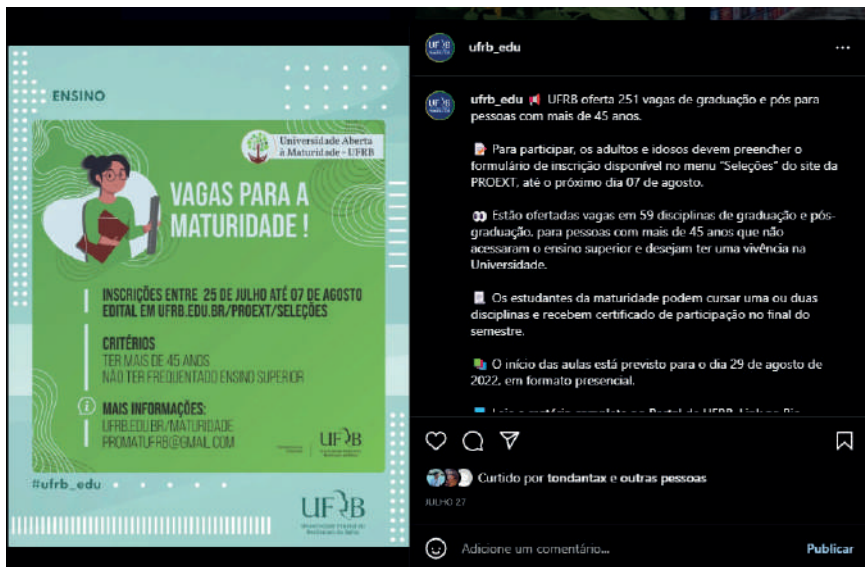 ENSINO
Universidade Aberta
à Maturidade - UFRB
VAGAS PARA A
MATURIDADE !
INSCRIÇÕES ENTRE 25 DE JULHO ATÉ 07 DE AGOSTO
EDITAL EM UFRB.EDU.BR/PROEXT/SELEÇÕES
CRITÉRIOS
TER MAIS DE 45 ANOS
NÃO TER FREQUENTADO ENSINO SUPERIOR
MAIS INFORMAÇÕES:
UFRB.EDU.BR/MATURIDADE
PROMATUFRB@GMAIL.COM
UFRB
#ufrb_edu
UFRB
ufrb_edu
ufrb_edu 📢 UFRB oferta 251 vagas de graduação e pós para
pessoas com mais de 45 anos.
📝 Para participar, os adultos e idosos devem preencher o
formulário de inscrição disponível no menu "Seleções" do site da
PROEXT, até o próximo dia 07 de agosto.
👀 Estão ofertadas vagas em 59 disciplinas de graduação e pós-
graduação, para pessoas com mais de 45 anos que não
acessaram o ensino superior e desejam ter uma vivência na
Universidade.
📃 Os estudantes da maturidade podem cursar uma ou duas
disciplinas e recebem certificado de participação no final do
semestre.
📚 O início das aulas está previsto para o dia 29 de agosto de
2022, em formato presencial.
Curtido por tondantax e outras pessoas
JULHO 27
Adicione um comentário...
Publicar